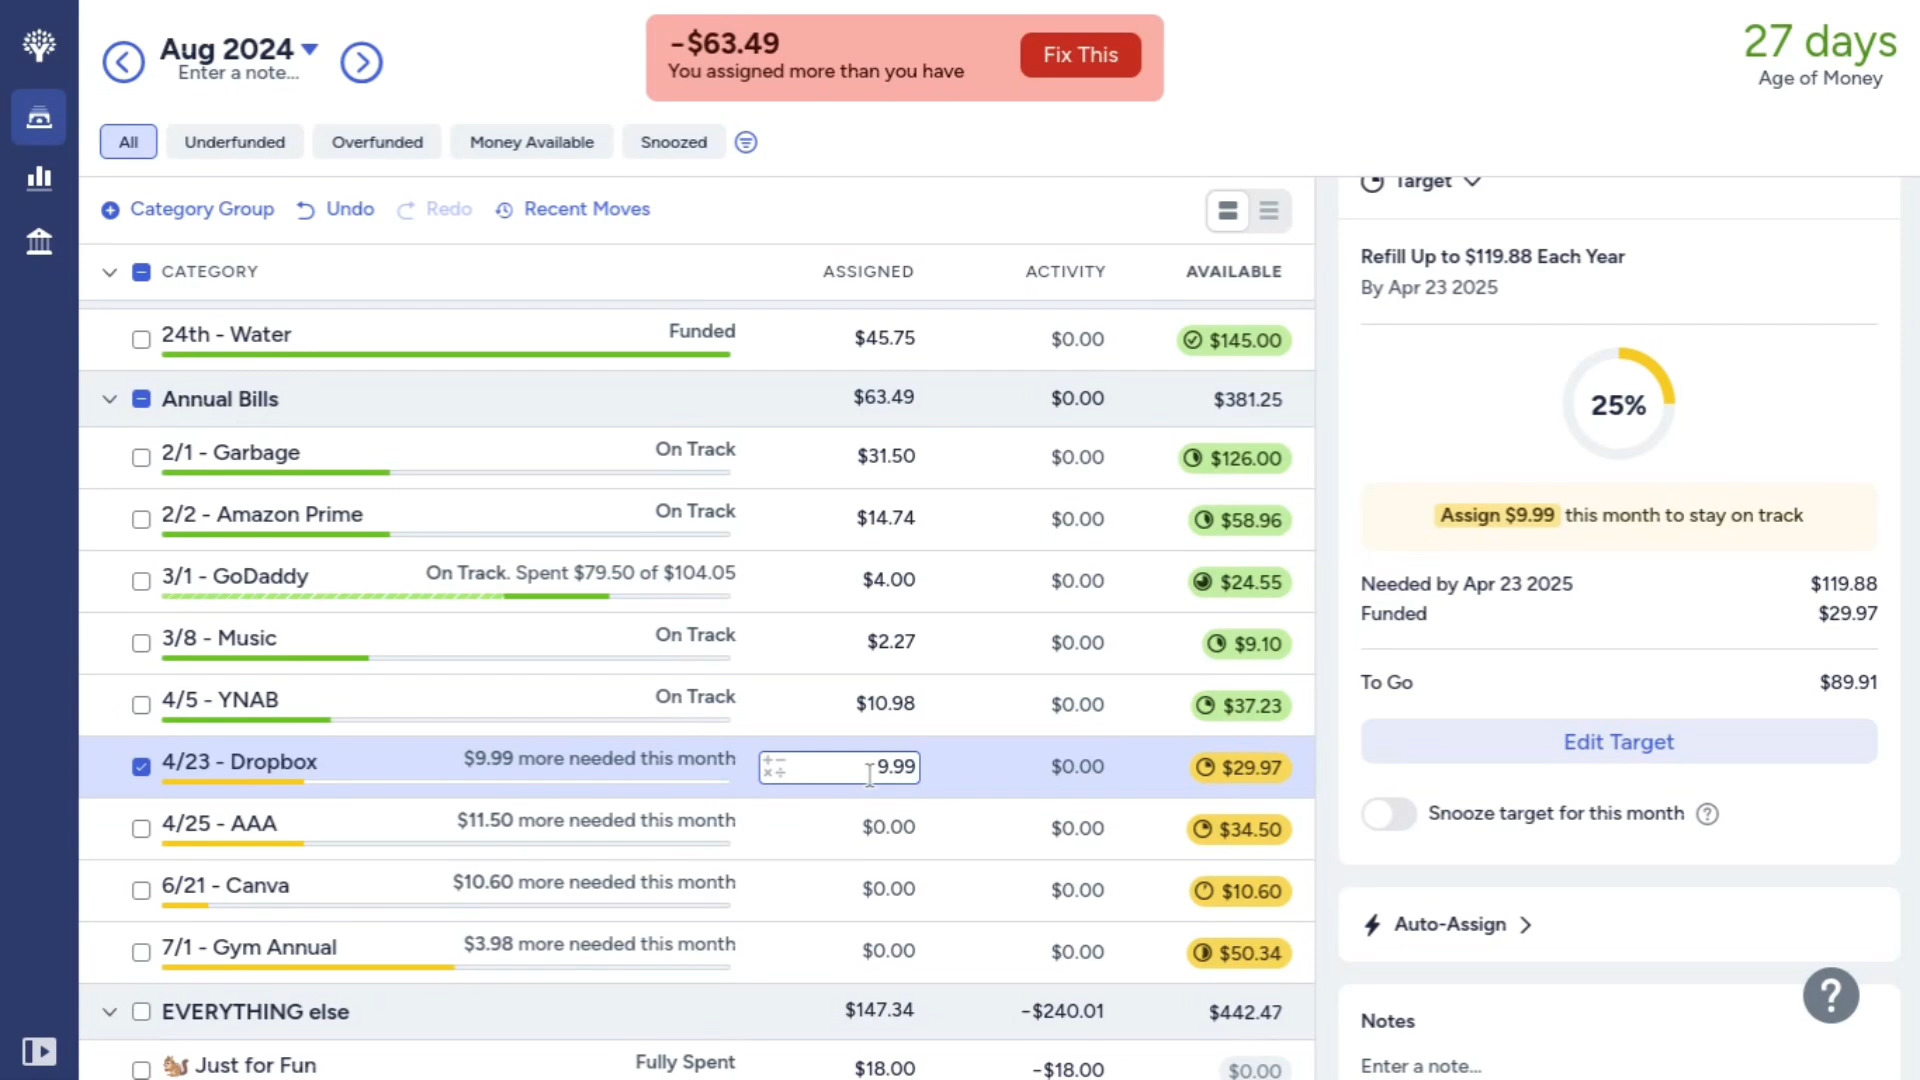 Aug 2024
Enter a note...
-$63.49
You assigned more than you have
Fix This
27 days
Age of Money
All
Underfunded
Overfunded
Money Available
Snoozed
Category Group
Undo
Redo
Recent Moves
CATEGORY ASSIGNED ACTIVITY AVAILABLE
24th - Water Funded $45.75 $0.00 $145.00
Annual Bills $63.49 $0.00 $381.25
2/1 - Garbage On Track $31.50 $0.00 $126.00
2/2 - Amazon Prime On Track $14.74 $0.00 $58.96
3/1 - GoDaddy On Track. Spent $79.50 of $104.05 $4.00 $0.00 $24.55
3/8 - Music On Track $2.27 $0.00 $9.10
4/5 - YNAB On Track $10.98 $0.00 $37.23
4/23 - Dropbox $9.99 more needed this month 9.99 $0.00 $29.97
4/25 - AAA $11.50 more needed this month $0.00 $0.00 $34.50
6/21 - Canva $10.60 more needed this month $0.00 $0.00 $10.60
7/1 - Gym Annual $3.98 more needed this month $0.00 $0.00 $50.34
EVERYTHING else $147.34 -$240.01 $442.47
Just for Fun Fully Spent $18.00 -$18.00 $0.00
Target
Refill Up to $119.88 Each Year
By Apr 23 2025
25%
Assign $9.99 this month to stay on track
Needed by Apr 23 2025 $119.88
Funded $29.97
To Go $89.91
Edit Target
Snooze target for this month ?
Auto-Assign
?
Notes
Enter a note...